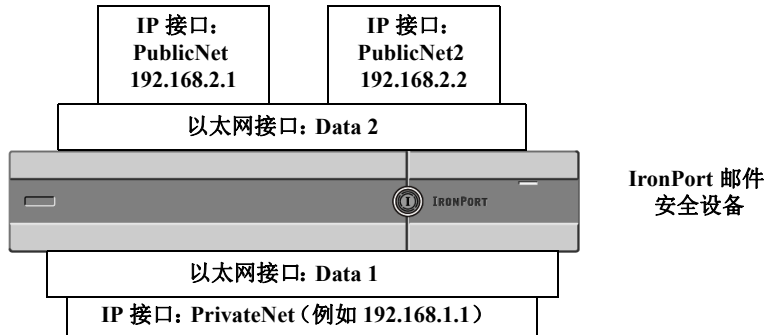 IP 接口：
PublicNet
192.168.2.1
IP 接口：
PublicNet2
192.168.2.2
以太网接口：Data 2
I IRONPORT
IronPort 邮件
安全设备
以太网接口：Data 1
IP 接口：PrivateNet（例如 192.168.1.1）